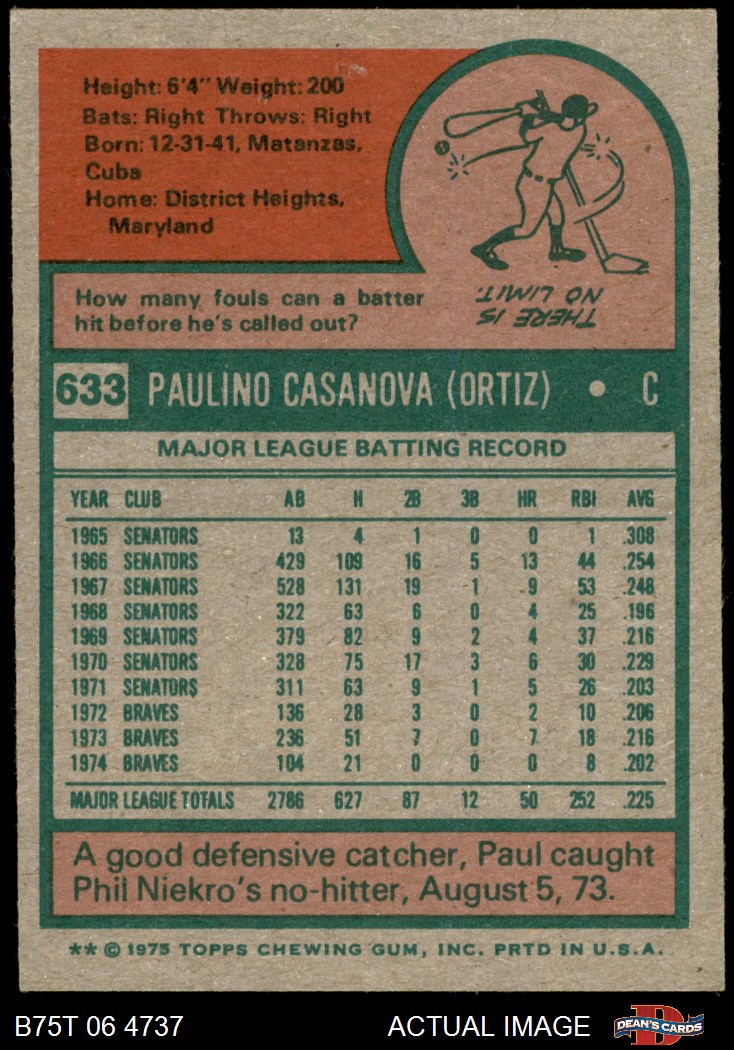 Height: 6'4" Weight: 200
Bats: Right Throws: Right
Born: 12-31-41, Matanzas,
Cuba
Home: District Heights,
Maryland
How many fouls can a batter
hit before he's called out?
THERE IS
NO LIMIT.
633 PAULINO CASANOVA (ORTIZ) • C
MAJOR LEAGUE BATTING RECORD
YEAR CLUB AB H 2B 3B HR RBI AVG
1965 SENATORS 13 4 1 0 0 1 .308
1966 SENATORS 429 109 16 5 13 44 .254
1967 SENATORS 528 131 19 1 9 53 .248
1968 SENATORS 322 63 6 0 4 25 .196
1969 SENATORS 379 82 9 2 4 37 .216
1970 SENATORS 328 75 17 3 6 30 .229
1971 SENATORS 311 63 9 1 5 26 .203
1972 BRAVES 136 28 3 0 2 10 .206
1973 BRAVES 236 51 7 0 7 18 .216
1974 BRAVES 104 21 0 0 0 8 .202
MAJOR LEAGUE TOTALS 2786 627 87 12 50 252 .225
A good defensive catcher, Paul caught
Phil Niekro's no-hitter, August 5, 73.
** © 1975 TOPPS CHEWING GUM, INC. PRTD IN U.S.A.
B75T 06 4737 ACTUAL IMAGE D DEAN'S CARDS